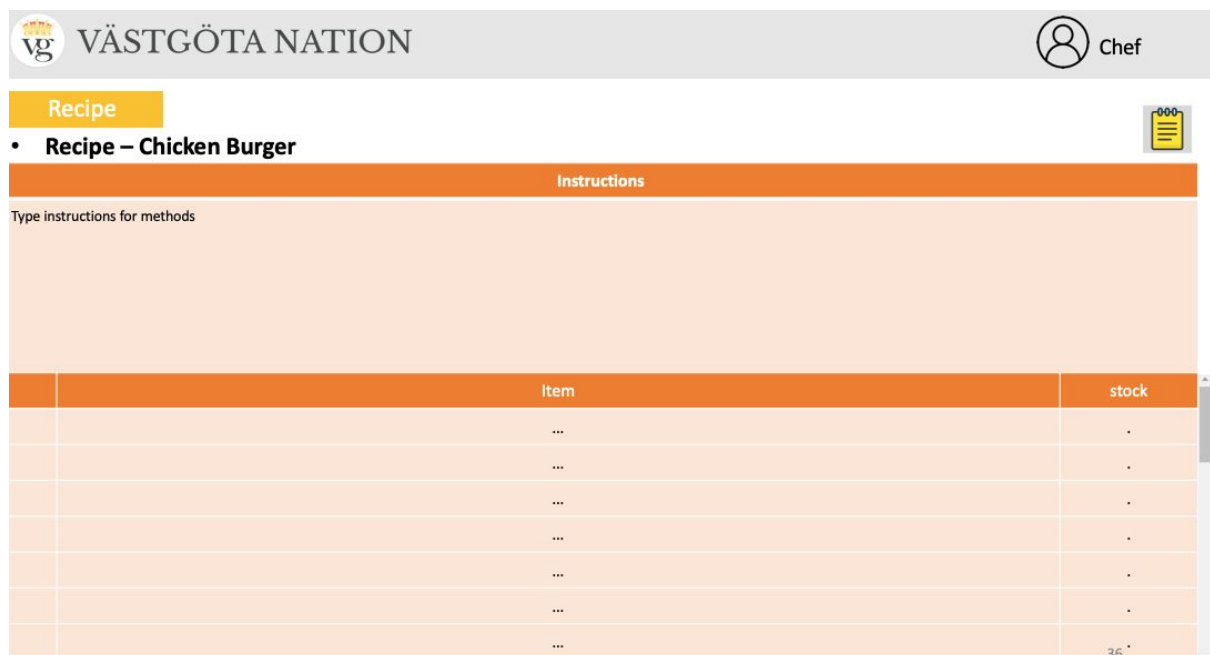 vg VÄSTGÖTA NATION
Chef
Recipe
• Recipe – Chicken Burger
Instructions
Type instructions for methods
Item stock
... .
... .
... .
... .
... .
... .
... .
36